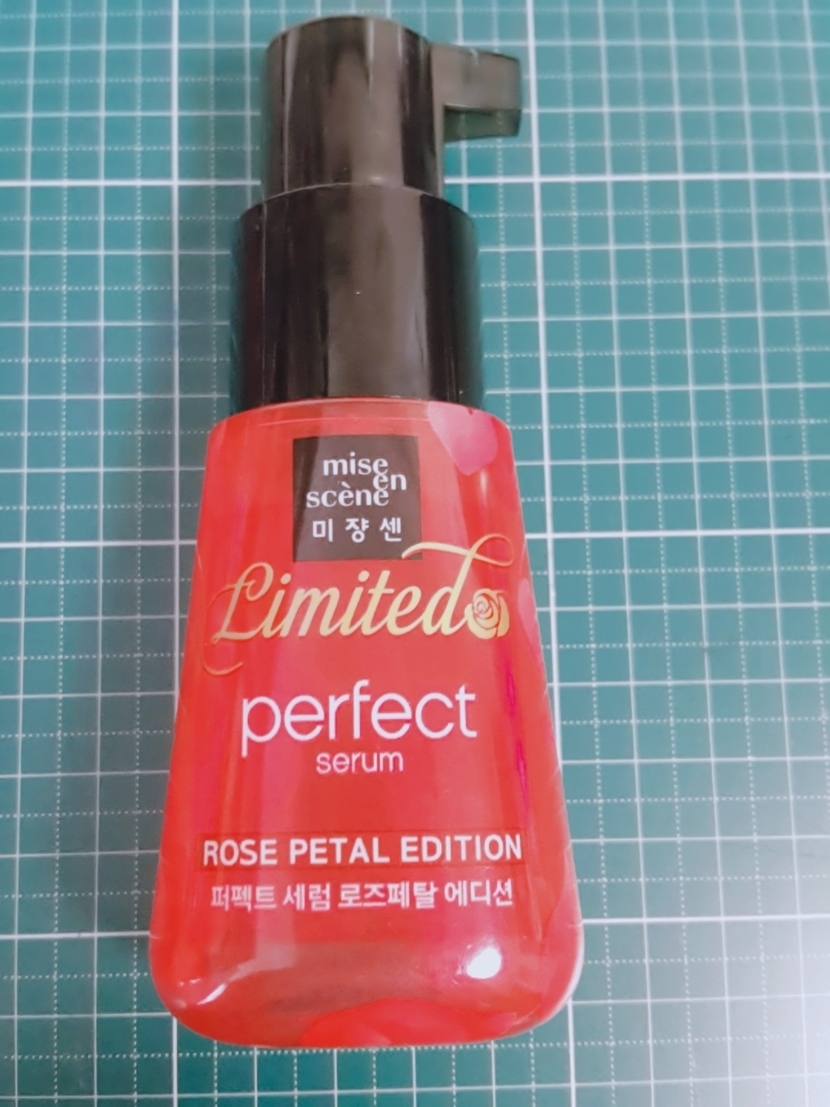 mise
en
scène
미쟝센
Limited
perfect
serum
ROSE PETAL EDITION
퍼펙트 세럼 로즈페탈 에디션